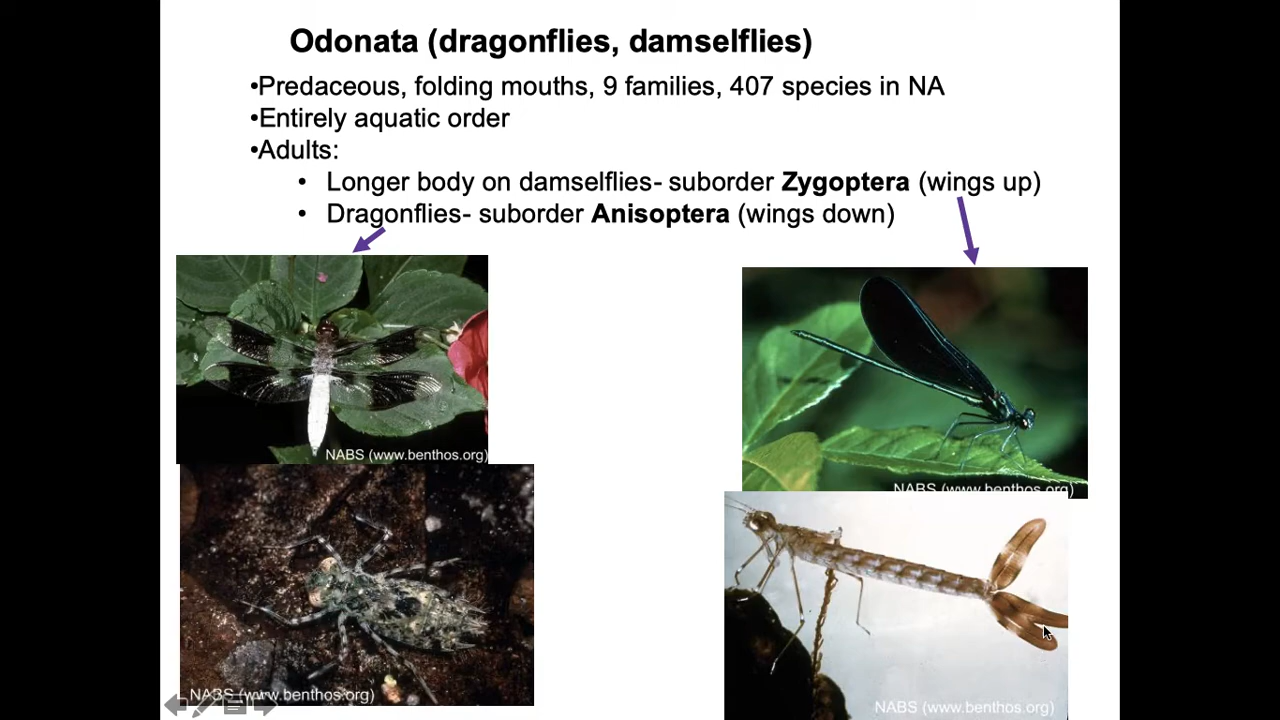 Odonata (dragonflies, damselflies)
•Predaceous, folding mouths, 9 families, 407 species in NA
•Entirely aquatic order
•Adults:
• Longer body on damselflies- suborder Zygoptera (wings up)
• Dragonflies- suborder Anisoptera (wings down)
NABS (www.benthos.org)
NABS (www.benthos.org)
NABS (www.benthos.org)
NABS (www.benthos.org)